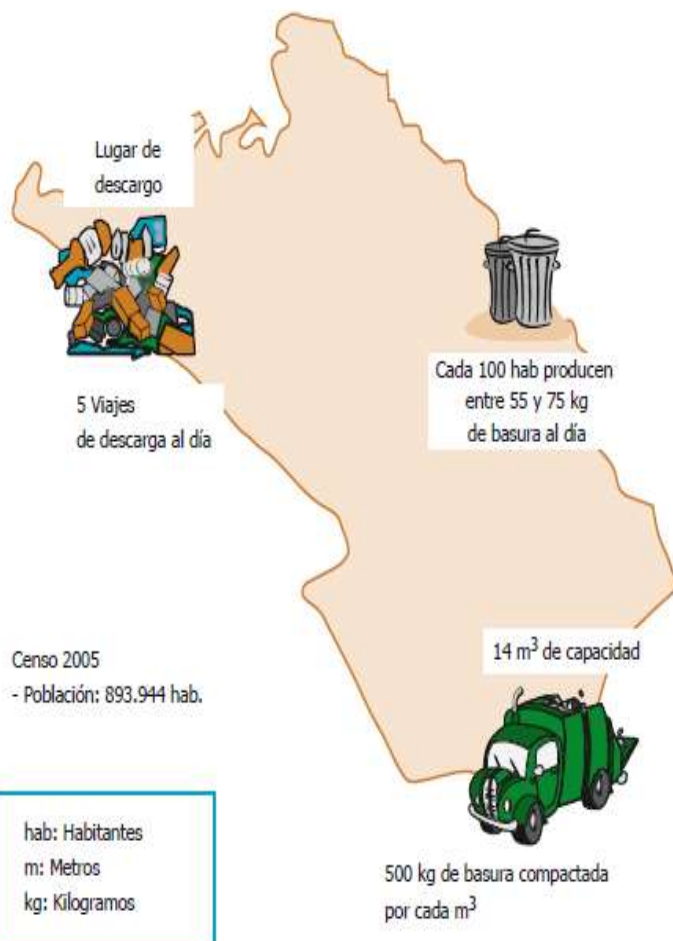 Lugar de
descargo
5 Viajes
de descarga al día
Cada 100 hab producen
entre 55 y 75 kg
de basura al día
Censo 2005
- Población: 893.944 hab.
14 m³ de capacidad
500 kg de basura compactada
por cada m³
hab: Habitantes
m: Metros
kg: Kilogramos